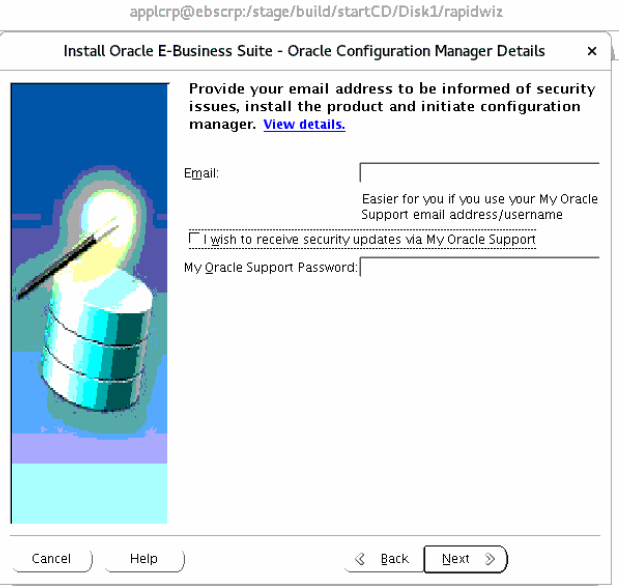 applcrp@ebscrp:/stage/build/startCD/Disk1/rapidwiz
Install Oracle E-Business Suite - Oracle Configuration Manager Details ×
Provide your email address to be informed of security
issues, install the product and initiate configuration
manager. View details.
Email:
Easier for you if you use your My Oracle
Support email address/username
I wish to receive security updates via My Oracle Support
My Oracle Support Password:
Cancel Help Back Next